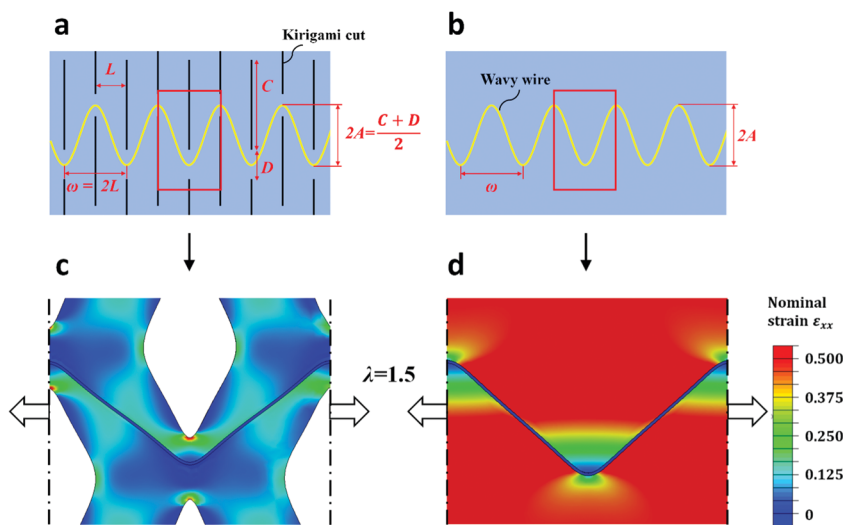 a
Kirigami cut
L
C
2A = C + D / 2
D
ω = 2L
b
Wavy wire
2A
ω
c
λ=1.5
d
Nominal
strain εxx
0.500
0.375
0.250
0.125
0